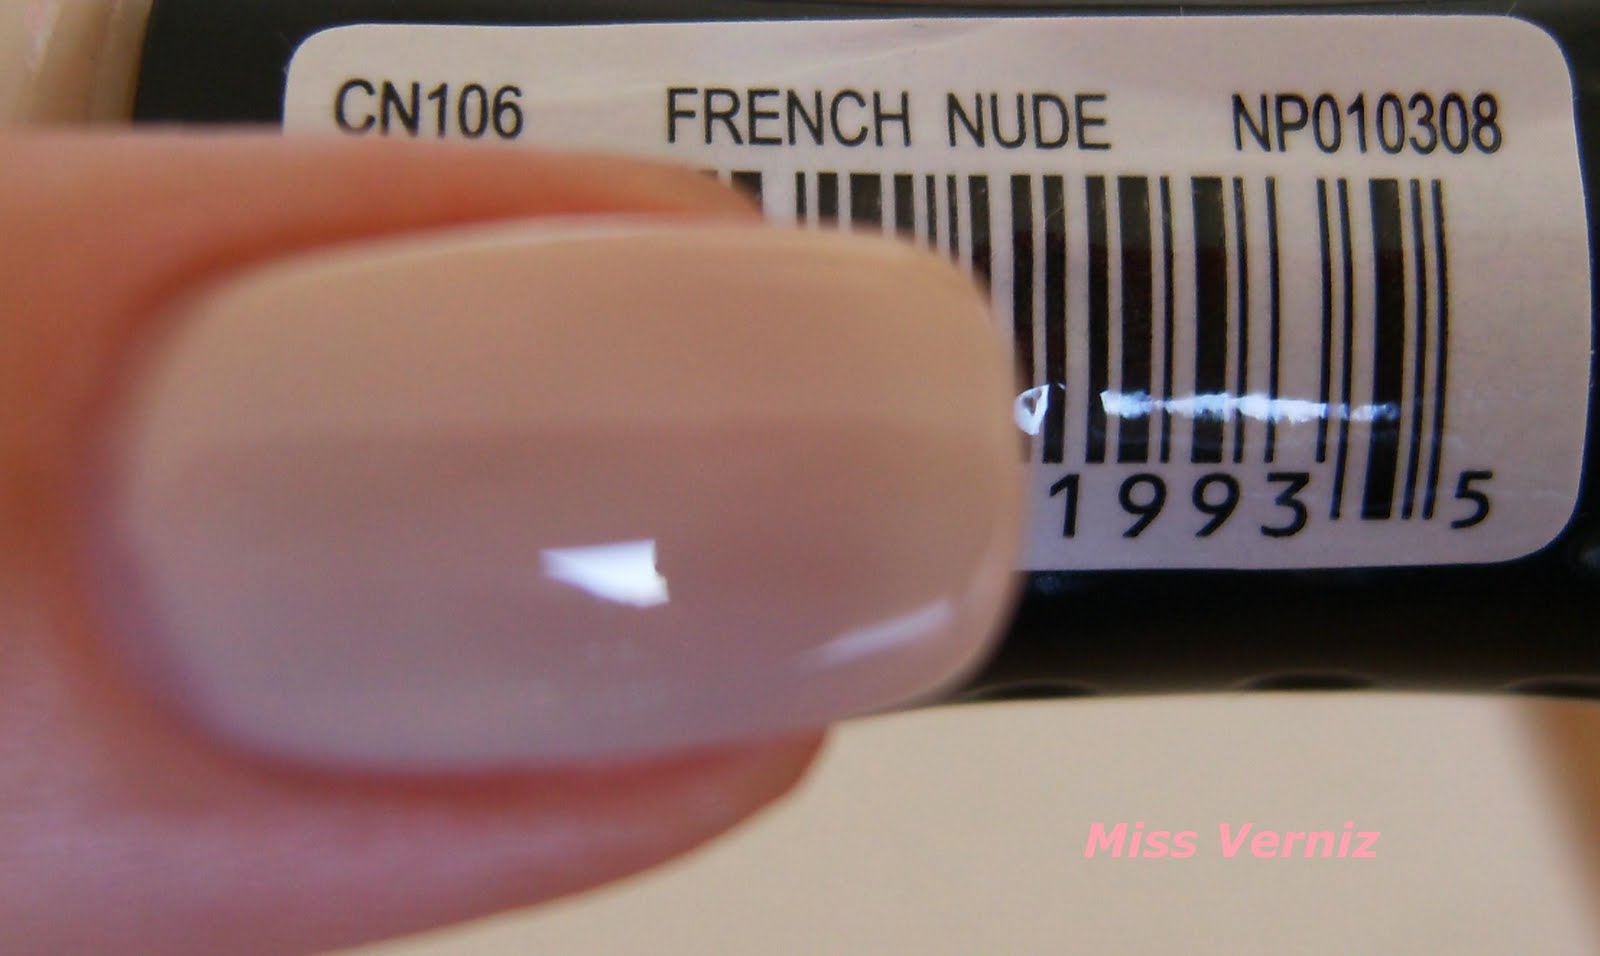 CN106 FRENCH NUDE NP010308
1993 5
Miss Verniz